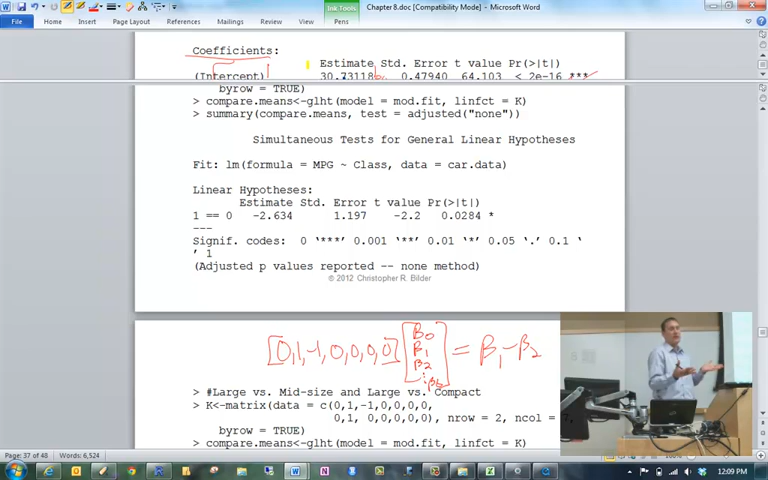 Chapter 8.doc [Compatibility Mode] - Microsoft Word
Ink Tools
File Home Insert Page Layout References Mailings Review View Pens
Coefficients:
Estimate Std. Error t value Pr(>|t|)
(Intercept) 30.73118 0.47940 64.103 < 2e-16 ***
byrow = TRUE)
> compare.means<-glht(model = mod.fit, linfct = K)
> summary(compare.means, test = adjusted("none"))
Simultaneous Tests for General Linear Hypotheses
Fit: lm(formula = MPG ~ Class, data = car.data)
Linear Hypotheses:
Estimate Std. Error t value Pr(>|t|)
1 == 0 -2.634 1.197 -2.2 0.0284 *
---
Signif. codes: 0 ‘***’ 0.001 ‘**’ 0.01 ‘*’ 0.05 ‘.’ 0.1 ‘
’ 1
(Adjusted p values reported -- none method)
© 2012 Christopher R. Bilder
[0,1,-1,0,0,0,0] [β0 β1 β2 ⋮ β6] = β1-β2
> #Large vs. Mid-size and Large vs. Compact
> K<-matrix(data = c(0,1,-1,0,0,0,0,
0,1, 0,0,0,0,0), nrow = 2, ncol =
byrow = TRUE)
> compare.means<-glht(model = mod.fit, linfct = K)
Page: 37 of 48 Words: 6,524
12:09 PM